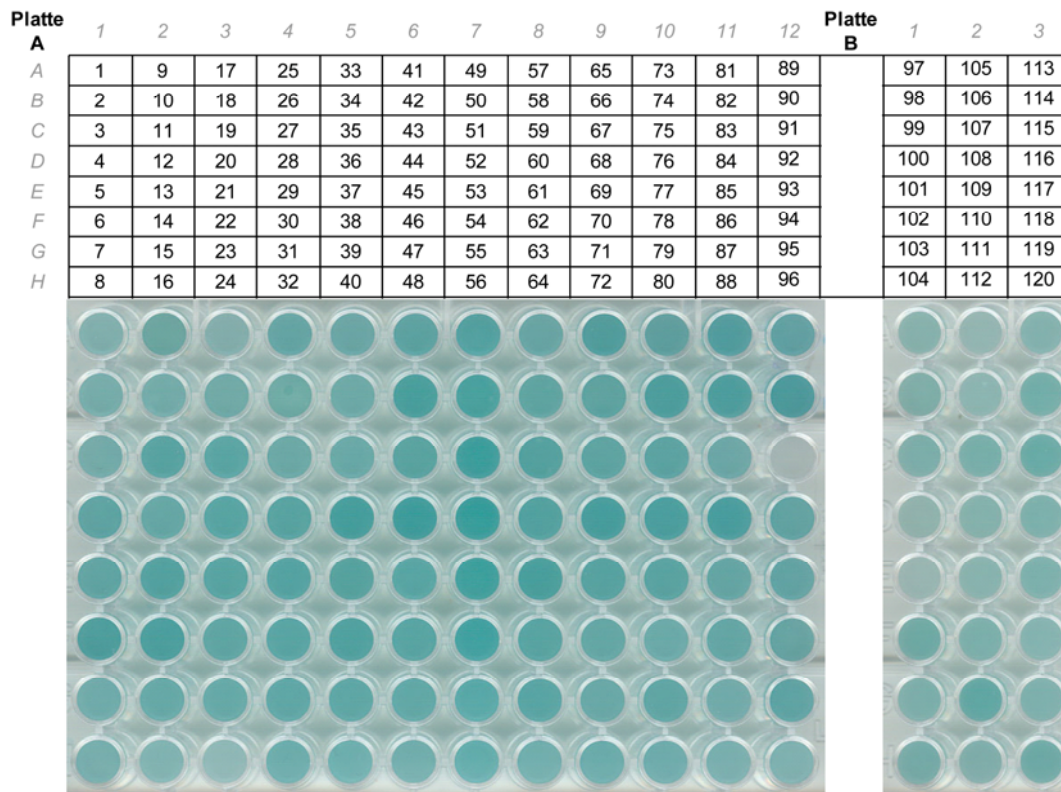 Platte A 1 2 3 4 5 6 7 8 9 10 11 12 Platte B 1 2 3
A 1 9 17 25 33 41 49 57 65 73 81 89 97 105 113
B 2 10 18 26 34 42 50 58 66 74 82 90 98 106 114
C 3 11 19 27 35 43 51 59 67 75 83 91 99 107 115
D 4 12 20 28 36 44 52 60 68 76 84 92 100 108 116
E 5 13 21 29 37 45 53 61 69 77 85 93 101 109 117
F 6 14 22 30 38 46 54 62 70 78 86 94 102 110 118
G 7 15 23 31 39 47 55 63 71 79 87 95 103 111 119
H 8 16 24 32 40 48 56 64 72 80 88 96 104 112 120